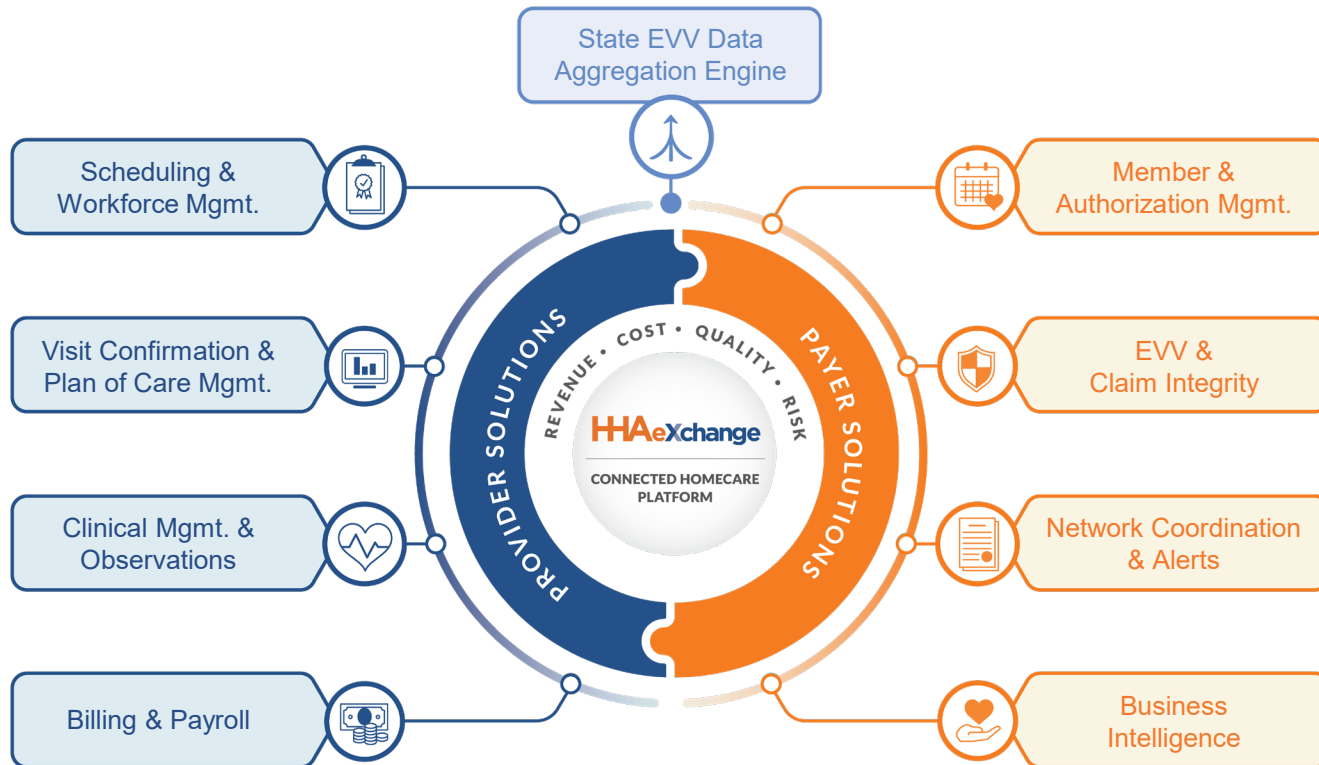 State EVV Data
Aggregation Engine
Scheduling &
Workforce Mgmt.
Visit Confirmation &
Plan of Care Mgmt.
Clinical Mgmt. &
Observations
Billing & Payroll
PROVIDER SOLUTIONS
REVENUE • COST • QUALITY • RISK
HHAeXchange
CONNECTED HOMECARE
PLATFORM
PAYER SOLUTIONS
Member &
Authorization Mgmt.
EVV &
Claim Integrity
Network Coordination
& Alerts
Business
Intelligence